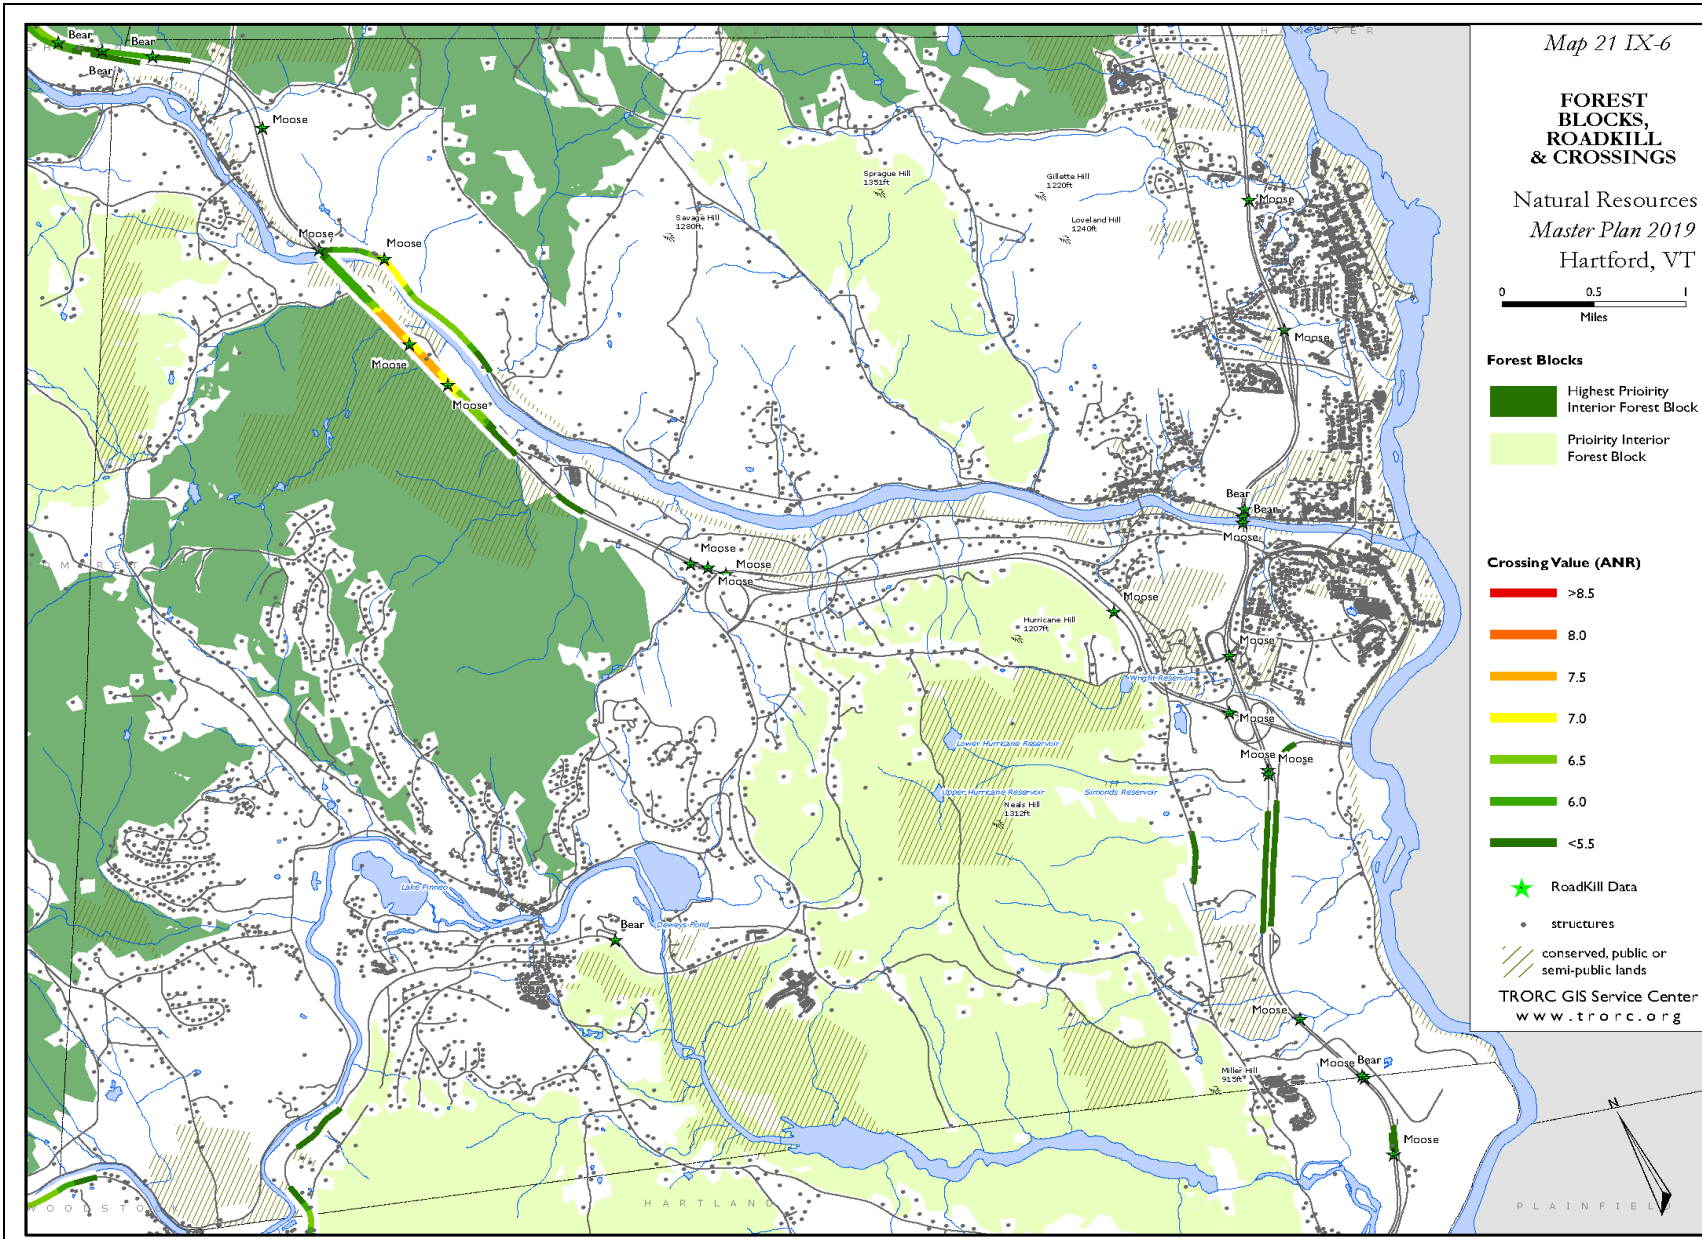 Map 21 IX-6
FOREST
BLOCKS,
ROADKILL
& CROSSINGS
Natural Resources
Master Plan 2019
Hartford, VT
0 0.5 1
Miles
Forest Blocks
Highest Prioirity
Interior Forest Block
Prioirity Interior
Forest Block
Crossing Value (ANR)
>8.5
8.0
7.5
7.0
6.5
6.0
<5.5
RoadKill Data
structures
conserved, public or
semi-public lands
TRORC GIS Service Center
www.trorc.org
N
PLAINFIELD
HANOVER
Bear
Bear
Bear
Moose
Moose
Moose
Moose
Moose
Sprague Hill
1351ft
Gillette Hill
1220ft
Savage Hill
1280ft
Loveland Hill
1240ft
Moose
Moose
Bear
Bear
Moose
Moose
Moose
Moose
POMFRET
Moose
Hurricane Hill
1207ft
Moose
Wright Reservoir
Moose
Lower Hurricane Reservoir
Moose
Moose
Upper Hurricane Reservoir
Simonds Reservoir
Neals Hill
1312ft
Lake Pinneo
Bear
Deweys Pond
Moose
Miller Hill
915ft
Moose
Bear
Moose
WOODSTOCK
HARTLAND